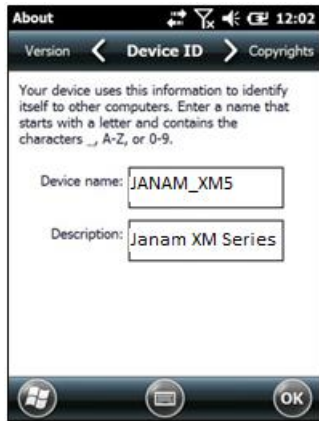 About 12:02
Version Device ID Copyrights
Your device uses this information to identify
itself to other computers. Enter a name that
starts with a letter and contains the
characters _, A-Z, or 0-9.
Device name: JANAM_XM5
Description: Janam XM Series
OK